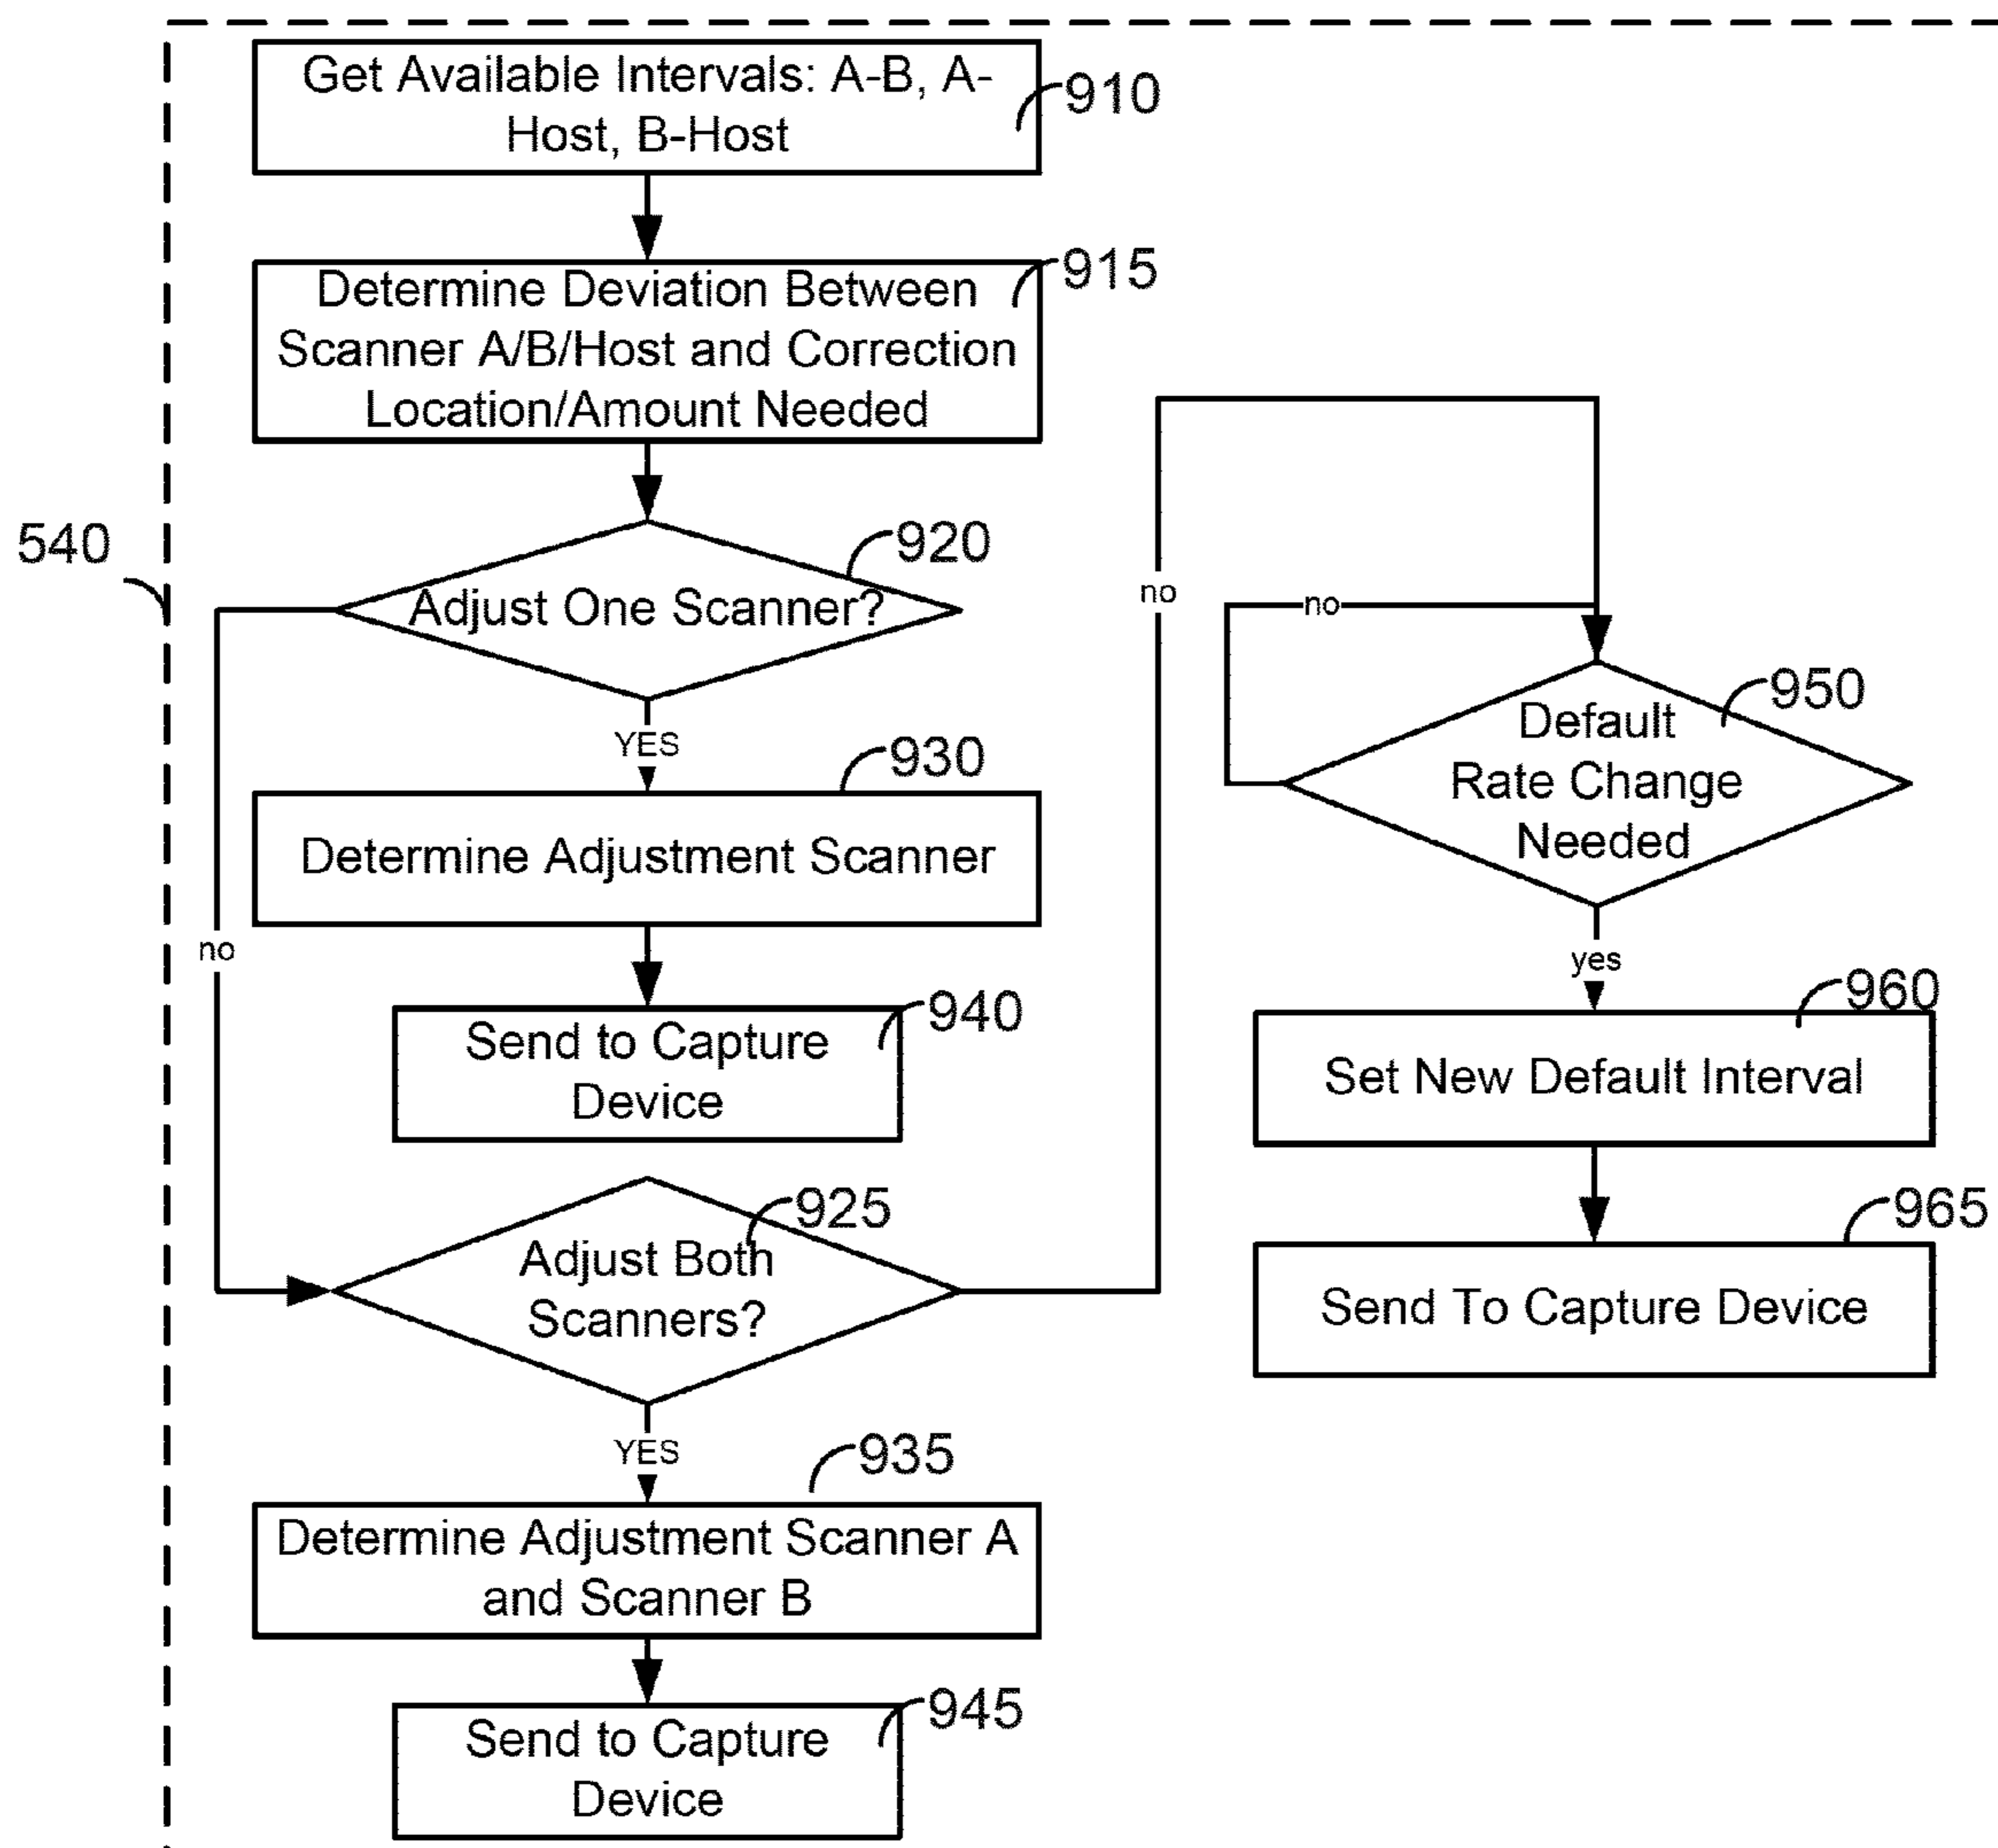 Get Available Intervals: A-B, A-
Host, B-Host
910
Determine Deviation Between
Scanner A/B/Host and Correction
Location/Amount Needed
915
540
Adjust One Scanner?
920
YES
no
Determine Adjustment Scanner
930
Send to Capture
Device
940
Adjust Both
Scanners?
925
YES
no
Determine Adjustment Scanner A
and Scanner B
935
Send to Capture
Device
945
no
Default
Rate Change
Needed
950
yes
Set New Default Interval
960
Send To Capture Device
965